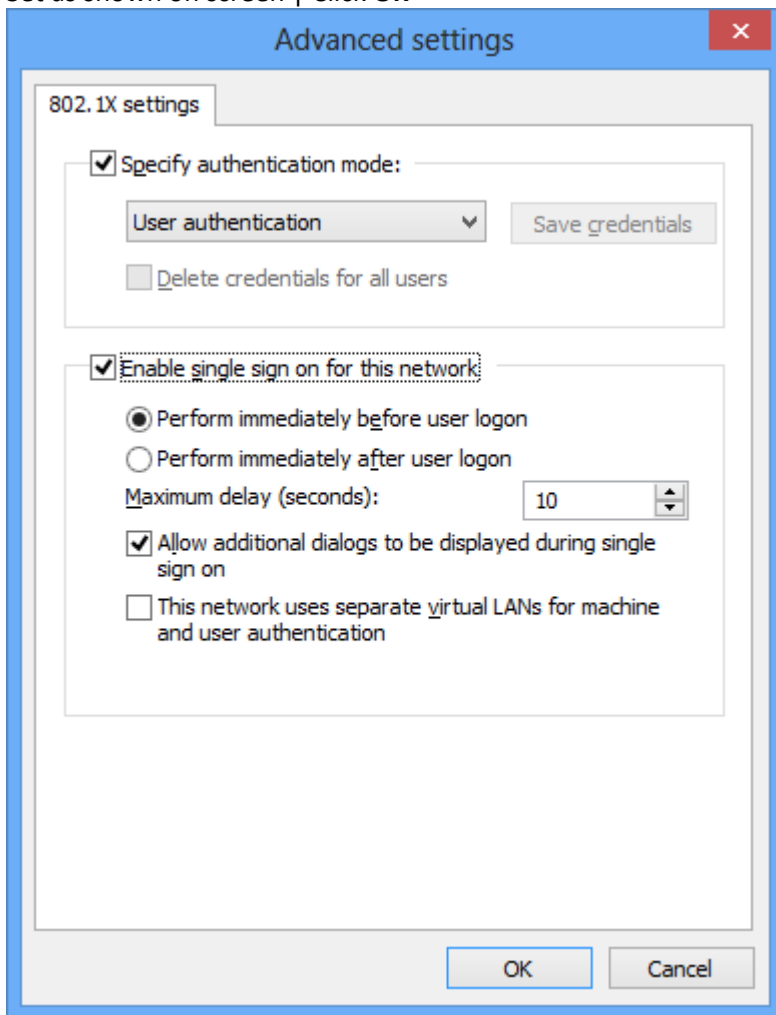 Advanced settings
802.1X settings
Specify authentication mode:
User authentication
Save credentials
Delete credentials for all users
Enable single sign on for this network
Perform immediately before user logon
Perform immediately after user logon
Maximum delay (seconds):
10
Allow additional dialogs to be displayed during single
sign on
This network uses separate virtual LANs for machine
and user authentication
OK
Cancel